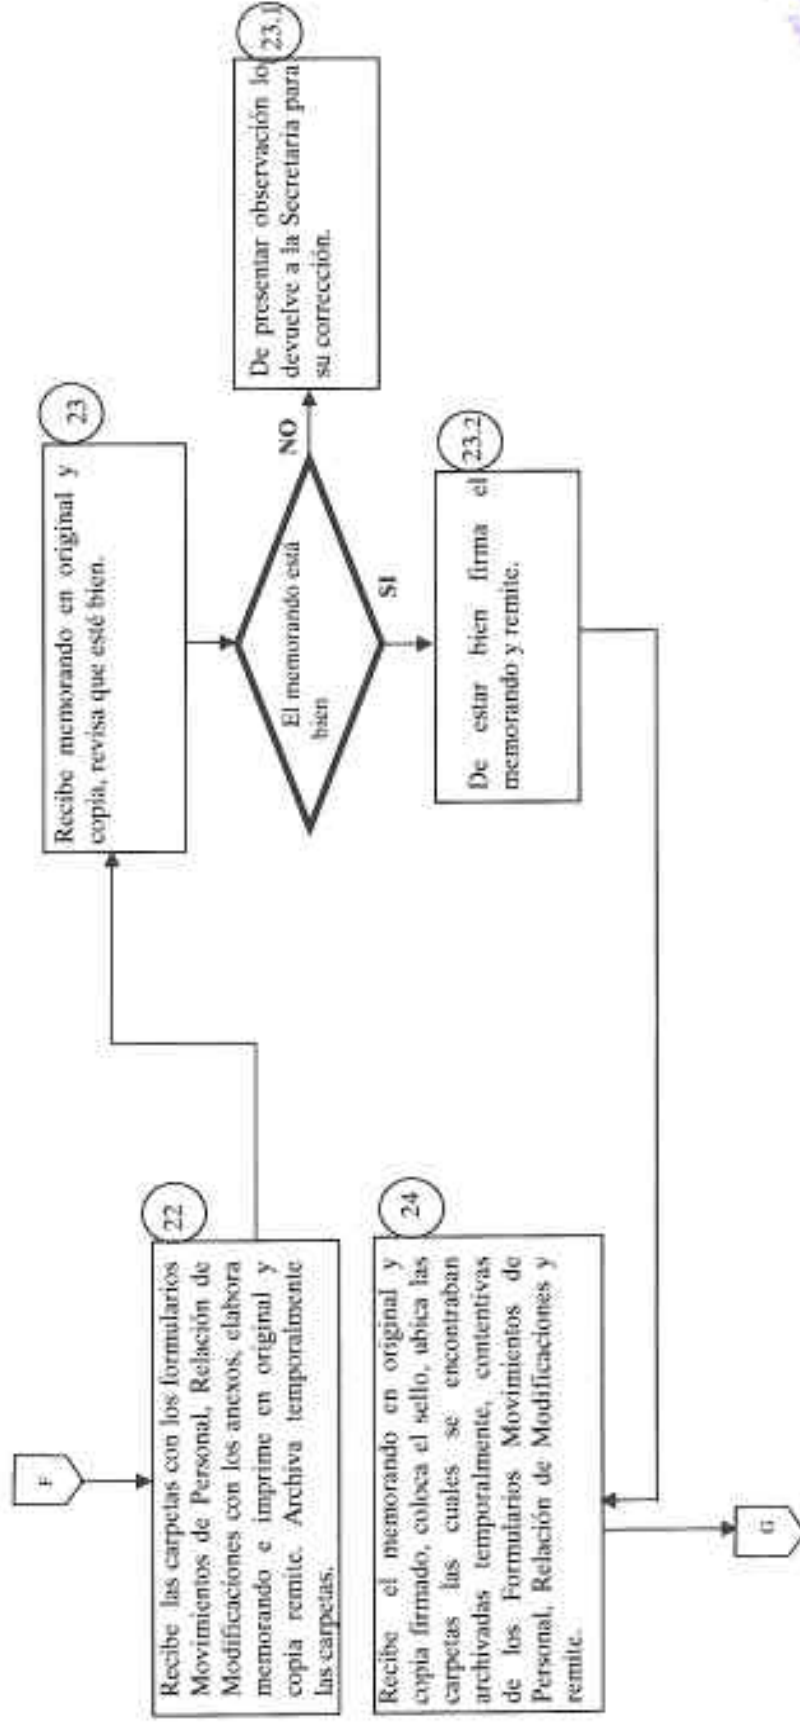 F
22
Recibe las carpetas con los formularios
Movimientos de Personal, Relación de
Modificaciones con los anexos, elabora
memorando e imprime en original y
copia remite. Archiva temporalmente
las carpetas.
23
Recibe memorando en original y
copia, revisa que esté bien.
El memorando está
bien
NO
23.1
De presentar observación lo
devuelve a la Secretaria para
su corrección.
SI
23.2
De estar bien firma el
memorando y remite.
24
Recibe el memorando en original y
copia firmado, coloca el sello, ubica las
carpetas las cuales se encontraban
archivadas temporalmente, contentivas
de los Formularios Movimientos de
Personal, Relación de Modificaciones y
remite.
G